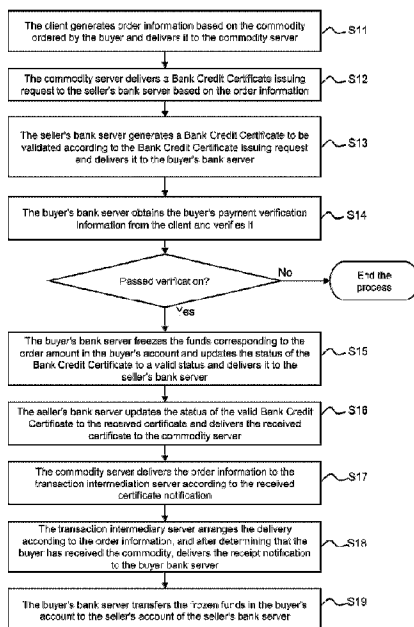 The client generates order information based on the commodity
ordered by the buyer and delivers it to the commodity server
S11
The commodity server delivers a Bank Credit Certificate issuing
request to the seller's bank server based on the order information
S12
The seller's bank server generates a Bank Credit Certificate to be
validated according to the Bank Credit Certificate issuing request
and delivers it to the buyer's bank server
S13
The buyer's bank server obtains the buyer's payment verification
information from the client and verifies it
S14
Passed verification?
No
End the
process
Yes
The buyer's bank server freezes the funds corresponding to the
order amount in the buyer's account and updates the status of the
Bank Credit Certificate to a valid status and delivers it to the
seller's bank server
S15
The seller's bank server updates the status of the valid Bank Credit
Certificate to the received certificate and delivers the received
certificate to the commodity server
S16
The commodity server delivers the order information to the
transaction intermediation server according to the received
certificate notification
S17
The transaction intermediary server arranges the delivery
according to the order information, and after determining that the
buyer has received the commodity, delivers the receipt notification
to the buyer bank server
S18
The buyer's bank server transfers the frozen funds in the buyer's
account to the seller's account of the seller's bank server
S19